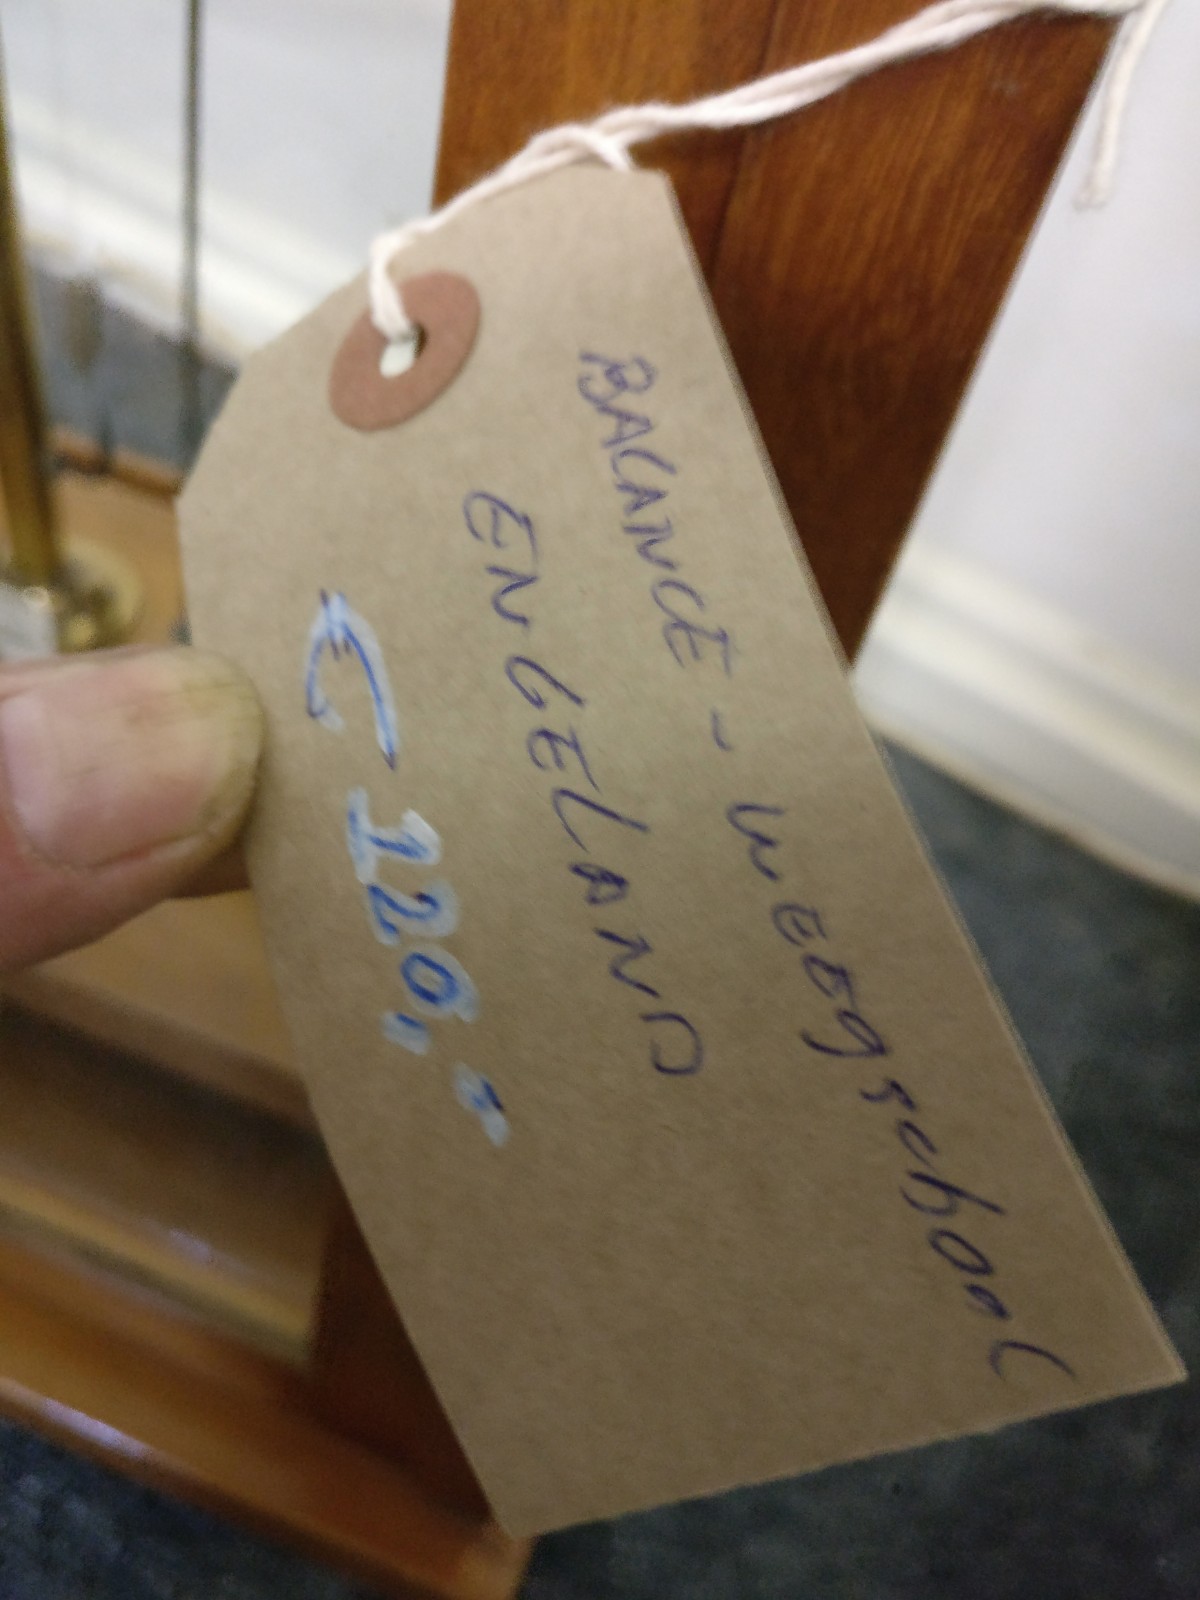 BALANCE - WEEgschaal
ENGELAND
€ 120,-